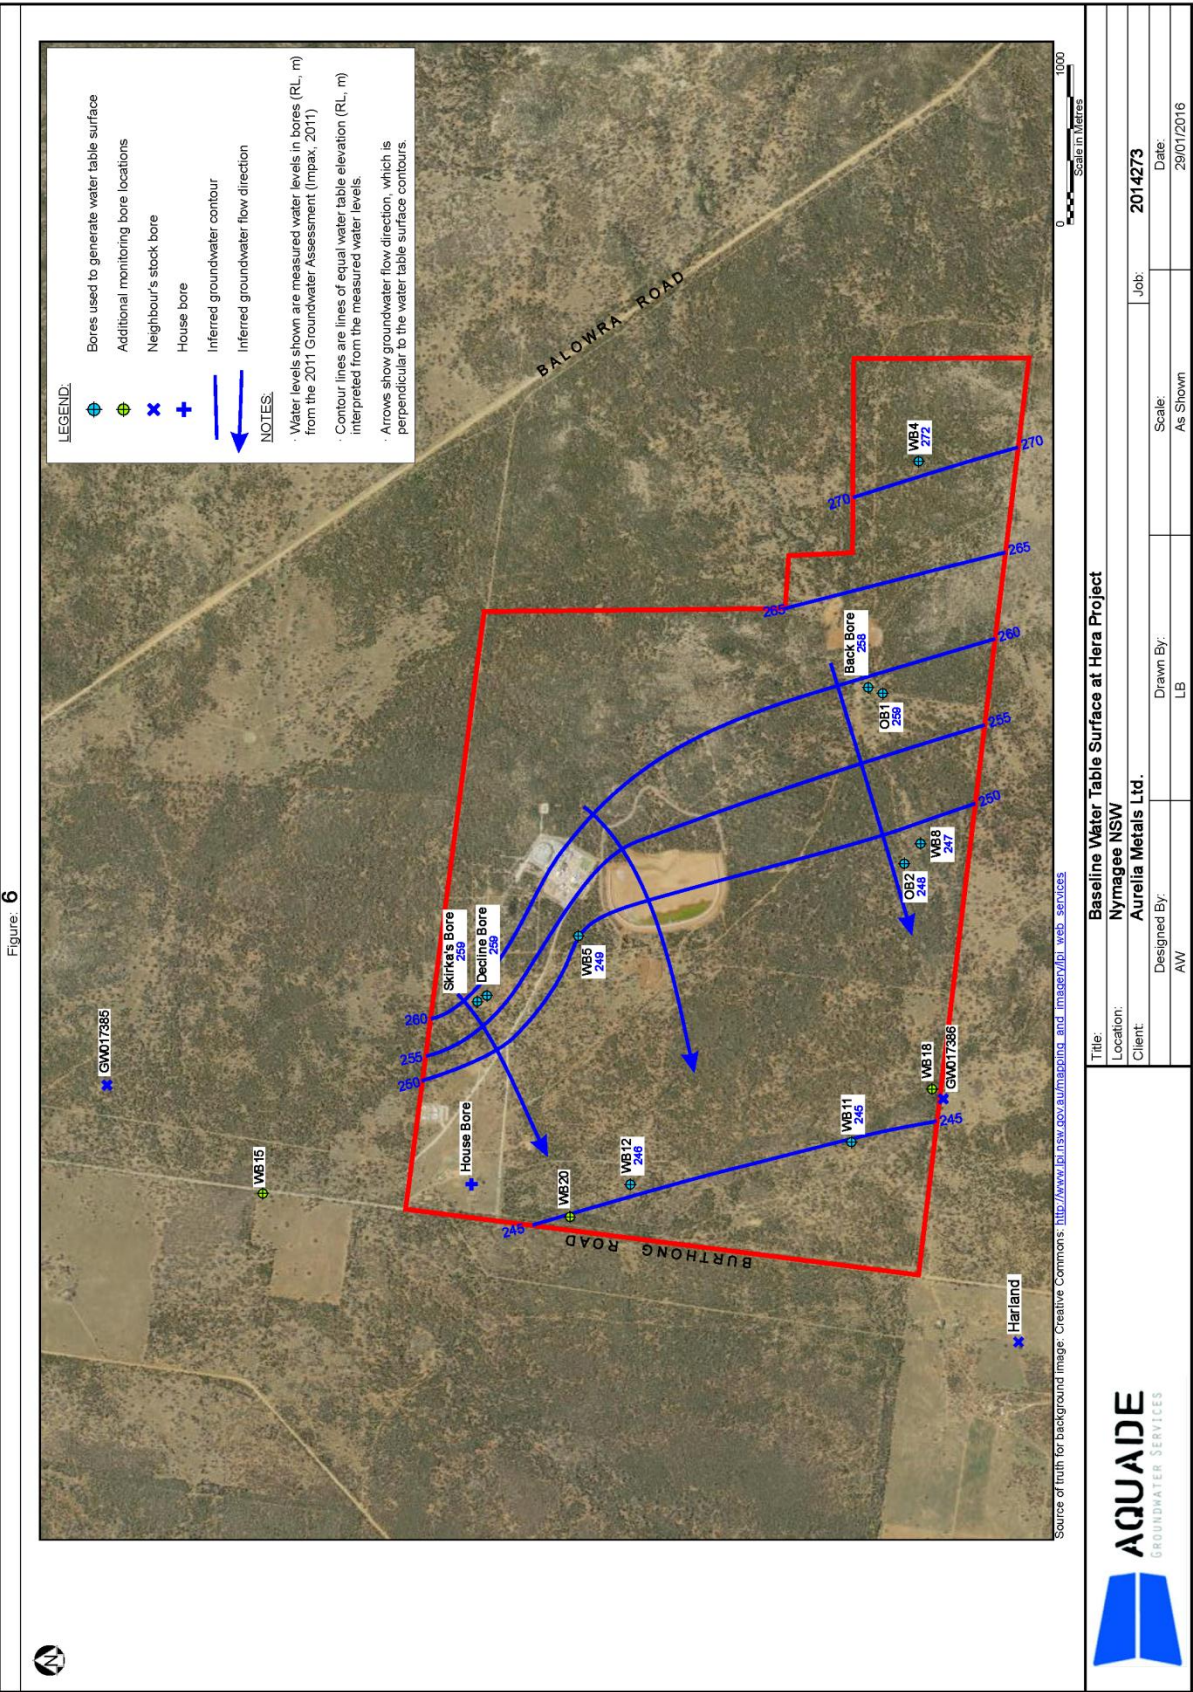 Figure: 6
N
LEGEND:
Bores used to generate water table surface
Additional monitoring bore locations
Neighbour's stock bore
House bore
Inferred groundwater contour
Inferred groundwater flow direction
NOTES:
· Water levels shown are measured water levels in bores (RL, m)
from the 2011 Groundwater Assessment (Impax, 2011)
· Contour lines are lines of equal water table elevation (RL, m)
interpreted from the measured water levels.
· Arrows show groundwater flow direction, which is
perpendicular to the water table surface contours.
GW017385
WB15
BALOWRA ROAD
Skirka's Bore
259
Decline Bore
259
260
255
250
House Bore
WB20
WB12
246
245
BURTHONG ROAD
WB5
249
265
270
WB4
272
Back Bore
258
OB1
259
OB2
248
WB8
247
WB11
245
WB18
GW017386
245
250
255
260
265
270
Harland
0
1000
Scale in Metres
Source of truth for background image: Creative Commons: http://www.lpi.nsw.gov.au/mapping_and_imagery/lpi_web_services
AQUADE
GROUNDWATER SERVICES
Title:
Baseline Water Table Surface at Hera Project
Location:
Nymagee NSW
Client:
Aurelia Metals Ltd.
Job:
2014273
Designed By:
AW
Drawn By:
LB
Scale:
As Shown
Date:
29/01/2016